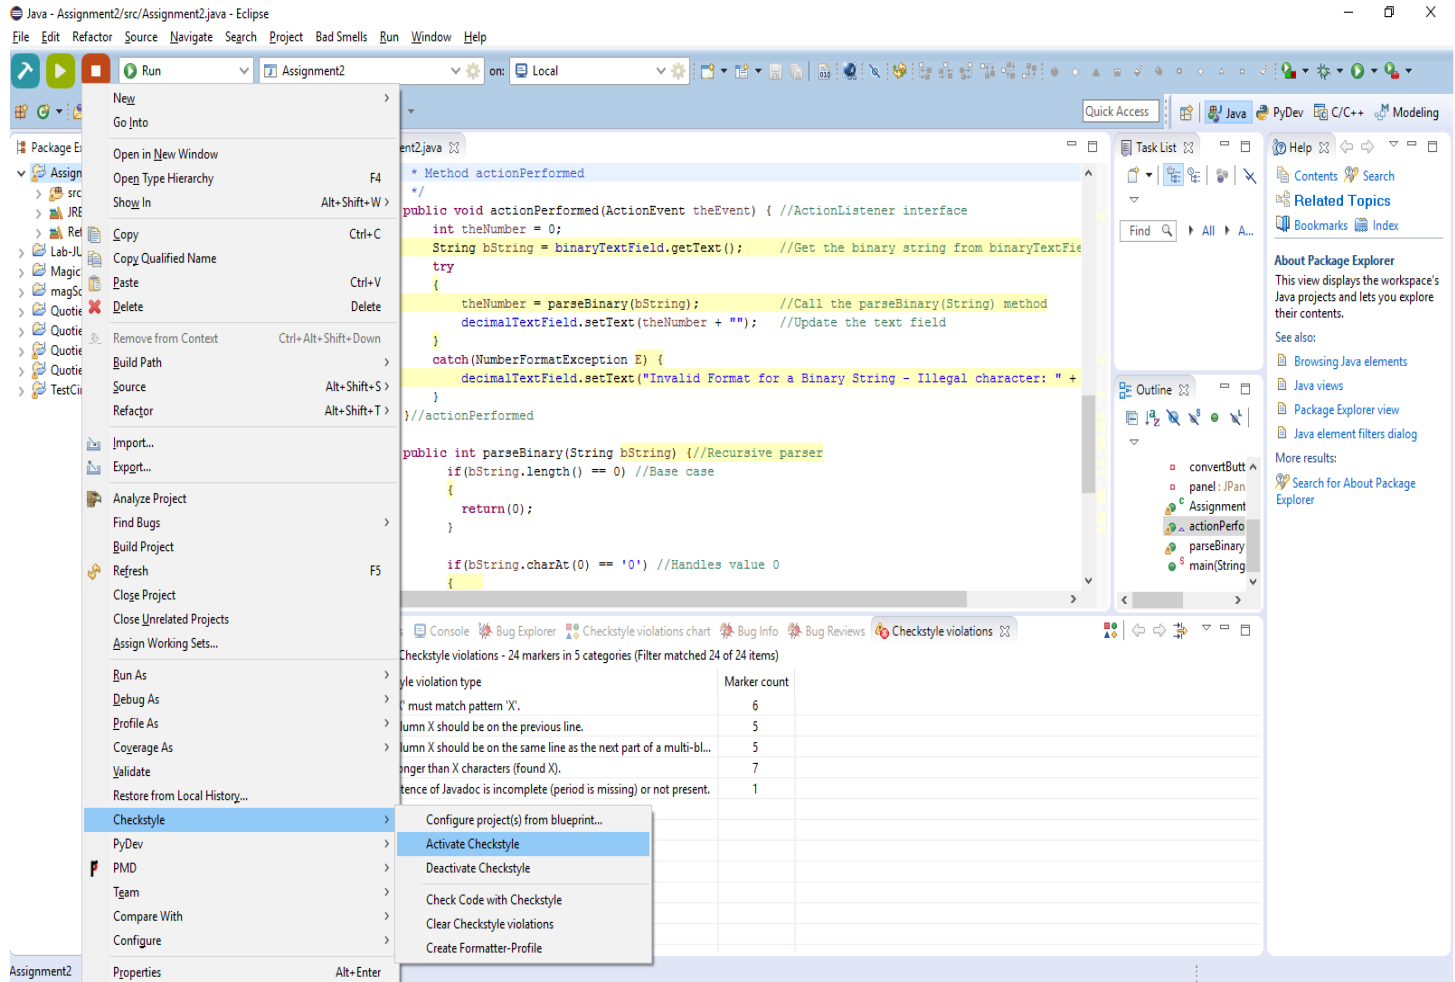 Java - Assignment2/src/Assignment2.java - Eclipse
File Edit Refactor Source Navigate Search Project Bad Smells Run Window Help
Run
Assignment2
on:
Local
Quick Access
Java
PyDev
C/C++
Modeling
Package E
Assign
src
JRE
Ref
Lab-JU
Magic
magSc
Quotie
Quotie
Quotie
Quotie
TestCi
New
Go Into
Open in New Window
Open Type Hierarchy F4
Show In Alt+Shift+W
Copy Ctrl+C
Copy Qualified Name
Paste Ctrl+V
Delete Delete
Remove from Context Ctrl+Alt+Shift+Down
Build Path
Source Alt+Shift+S
Refactor Alt+Shift+T
Import...
Export...
Analyze Project
Find Bugs
Build Project
Refresh F5
Close Project
Close Unrelated Projects
Assign Working Sets...
Run As
Debug As
Profile As
Coverage As
Validate
Restore from Local History...
Checkstyle
PyDev
PMD
Team
Compare With
Configure
Properties Alt+Enter
Configure project(s) from blueprint...
Activate Checkstyle
Deactivate Checkstyle
Check Code with Checkstyle
Clear Checkstyle violations
Create Formatter-Profile
ent2.java
* Method actionPerformed
*/
public void actionPerformed(ActionEvent theEvent) { //ActionListener interface
int theNumber = 0;
String bString = binaryTextField.getText(); //Get the binary string from binaryTextFie
try
{
theNumber = parseBinary(bString); //Call the parseBinary(String) method
decimalTextField.setText(theNumber + ""); //Update the text field
}
catch(NumberFormatException E) {
decimalTextField.setText("Invalid Format for a Binary String - Illegal character: " +
}
}//actionPerformed
public int parseBinary(String bString) {//Recursive parser
if(bString.length() == 0) //Base case
{
return(0);
}
if(bString.charAt(0) == '0') //Handles value 0
{
s Console Bug Explorer Checkstyle violations chart Bug Info Bug Reviews Checkstyle violations
Checkstyle violations - 24 markers in 5 categories (Filter matched 24 of 24 items)
yle violation type Marker count
' must match pattern 'X'. 6
lumn X should be on the previous line. 5
lumn X should be on the same line as the next part of a multi-bl... 5
onger than X characters (found X). 7
tence of Javadoc is incomplete (period is missing) or not present. 1
Task List
Find All A...
Outline
convertButt
panel : JPan
Assignment
actionPerfo
parseBinary
main(String
Help
Contents Search
Related Topics
Bookmarks Index
About Package Explorer
This view displays the workspace's
Java projects and lets you explore
their contents.
See also:
Browsing Java elements
Java views
Package Explorer view
Java element filters dialog
More results:
Search for About Package
Explorer
Assignment2